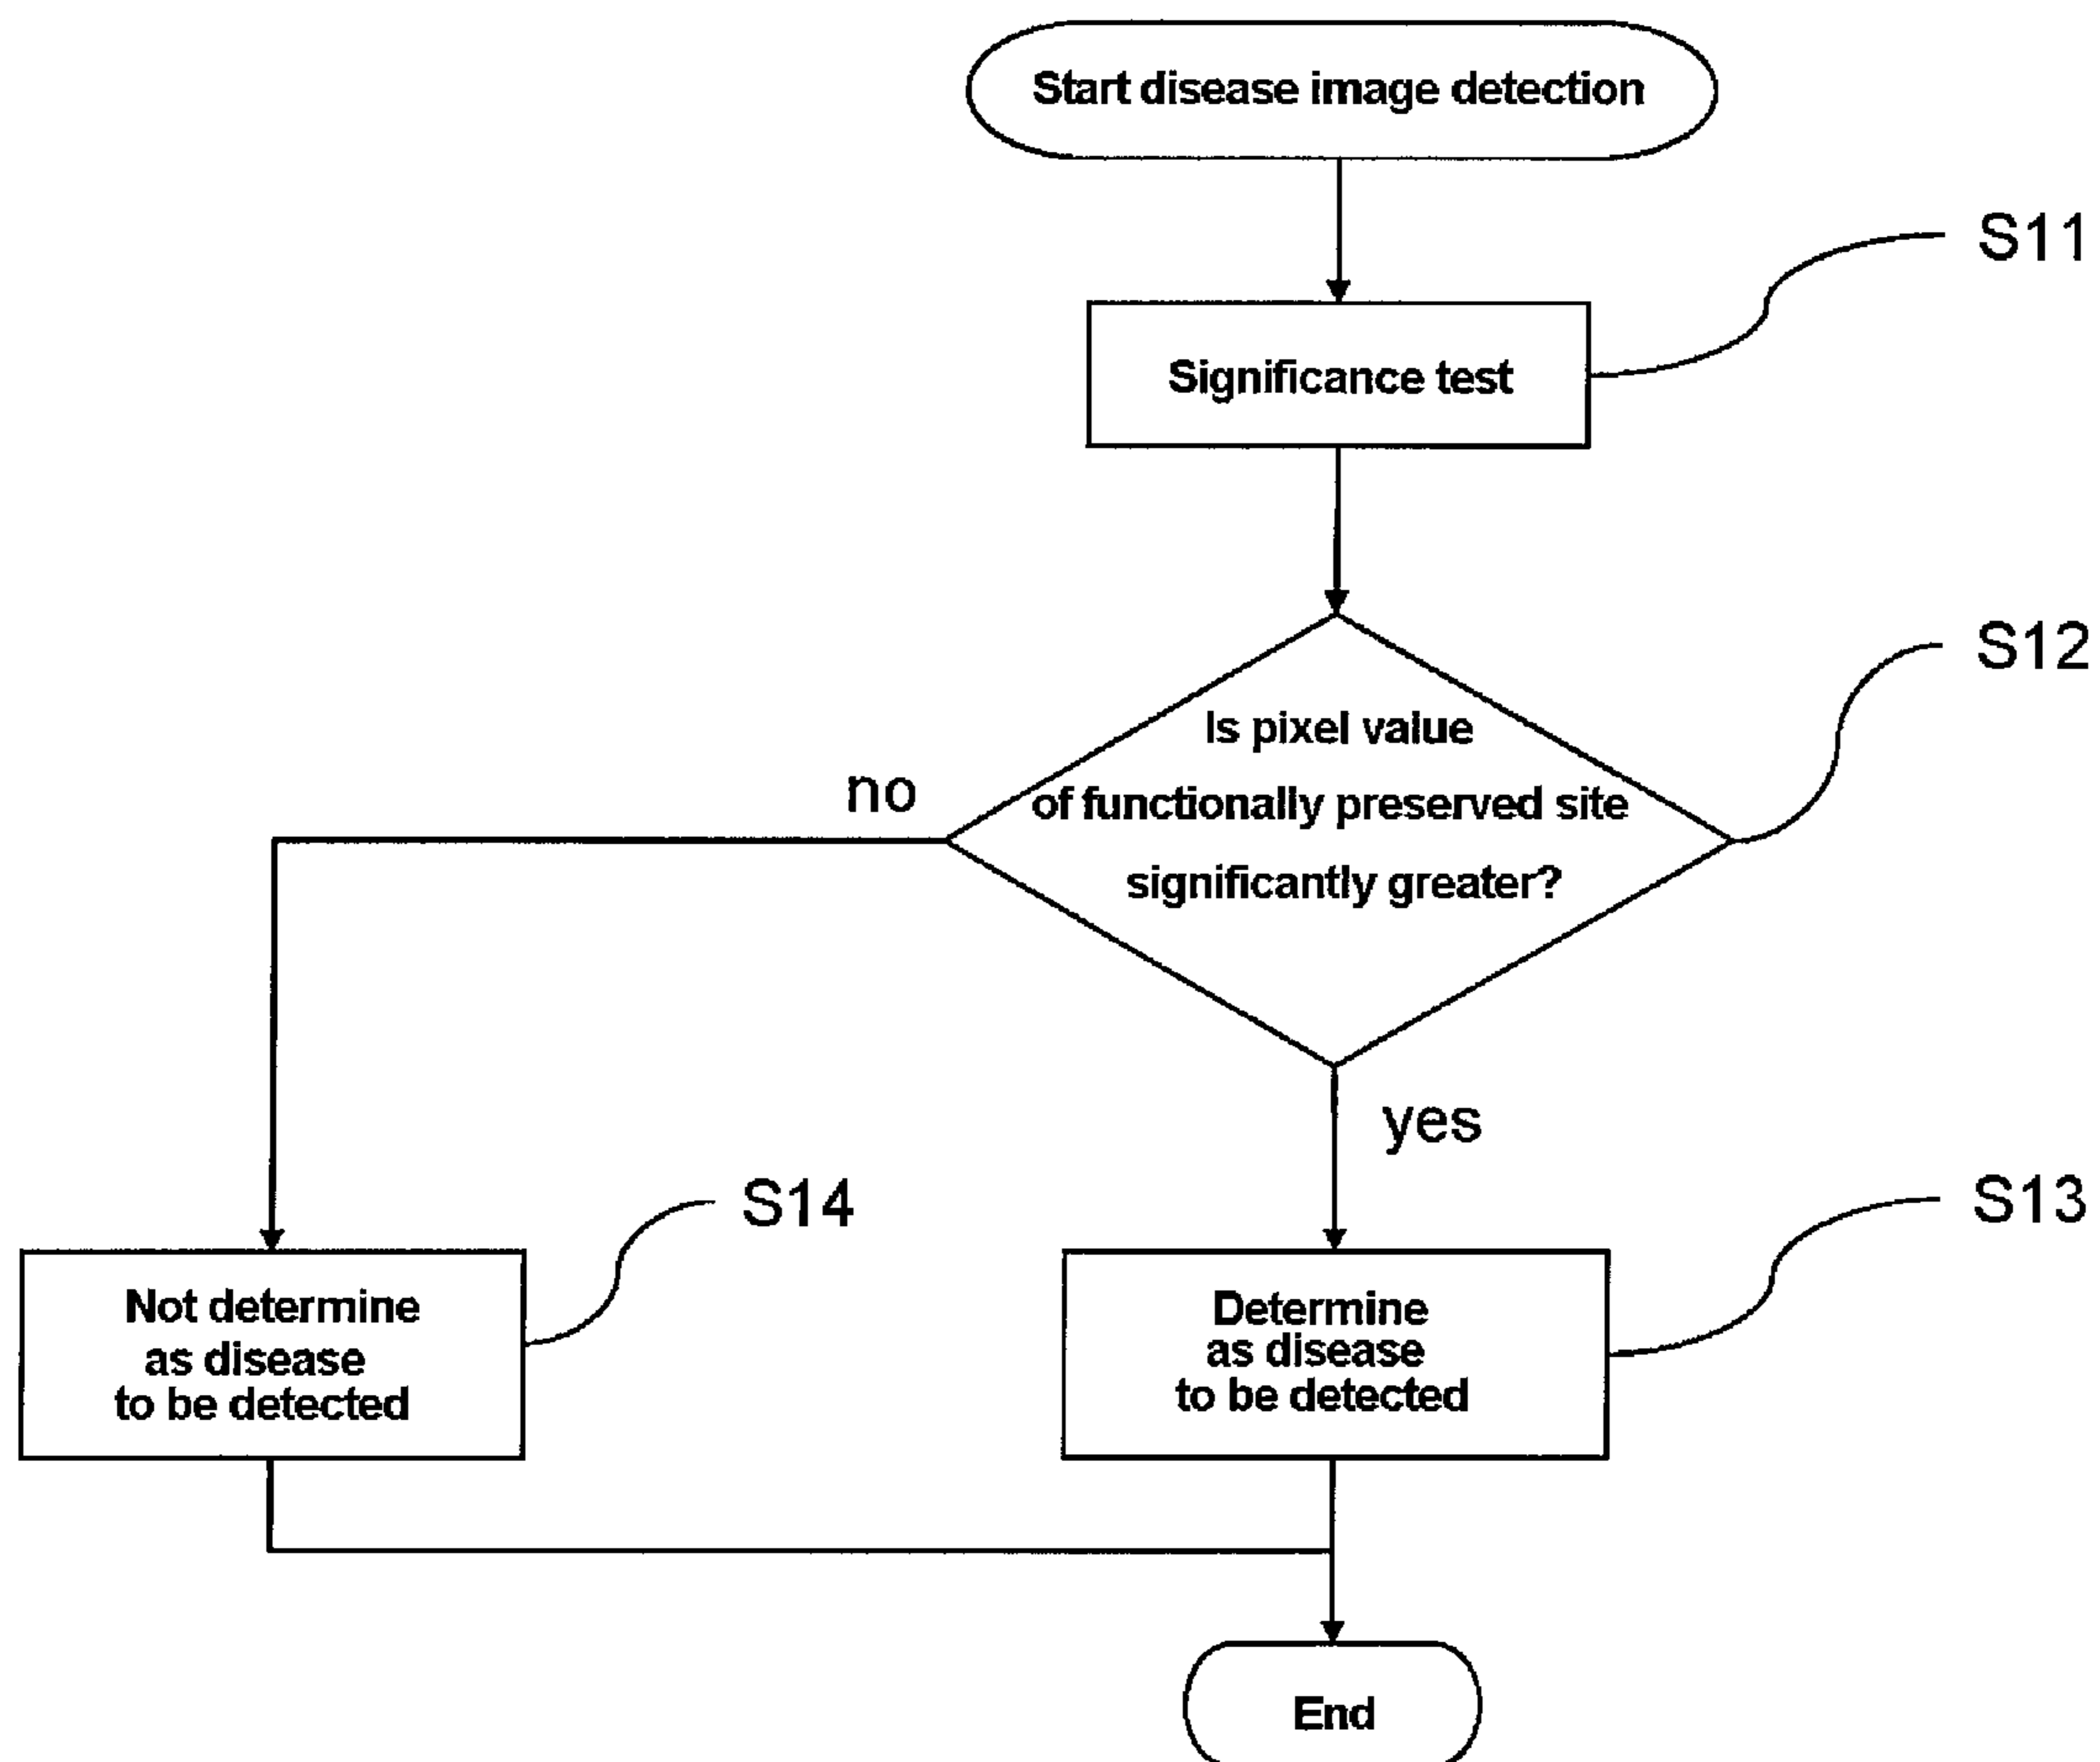 Start disease image detection
S11
Significance test
S12
Is pixel value
of functionally preserved site
significantly greater?
no
yes
S14
S13
Not determine
as disease
to be detected
Determine
as disease
to be detected
End